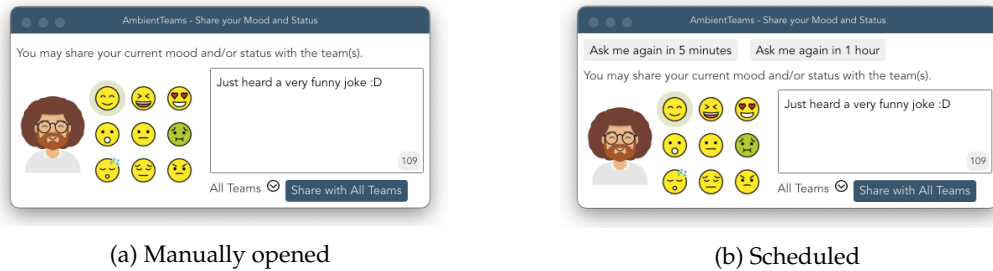 AmbientTeams - Share your Mood and Status
You may share your current mood and/or status with the team(s).
Just heard a very funny joke :D
109
All Teams Share with All Teams
(a) Manually opened
AmbientTeams - Share your Mood and Status
Ask me again in 5 minutes Ask me again in 1 hour
You may share your current mood and/or status with the team(s).
Just heard a very funny joke :D
109
All Teams Share with All Teams
(b) Scheduled